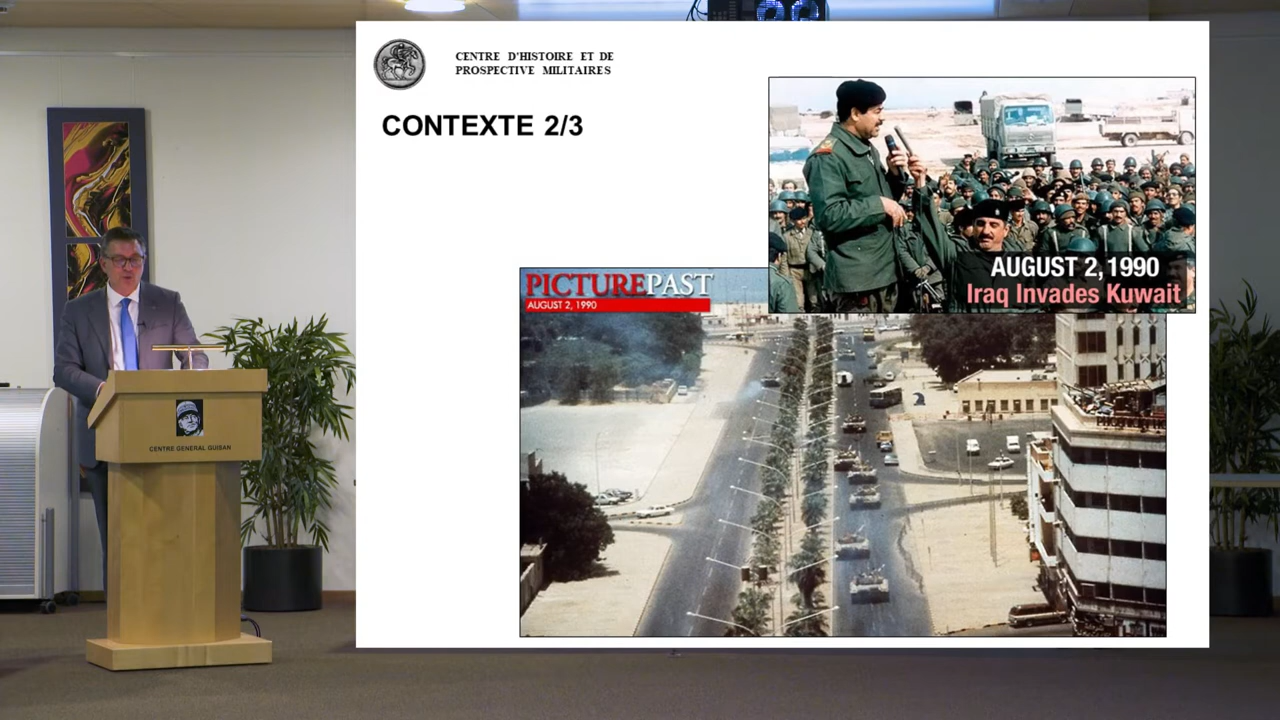 CENTRE D'HISTOIRE ET DE
PROSPECTIVE MILITAIRES
CONTEXTE 2/3
AUGUST 2, 1990
Iraq Invades Kuwait
PICTUREPAST
AUGUST 2, 1990
CENTRE GENERAL GUISAN